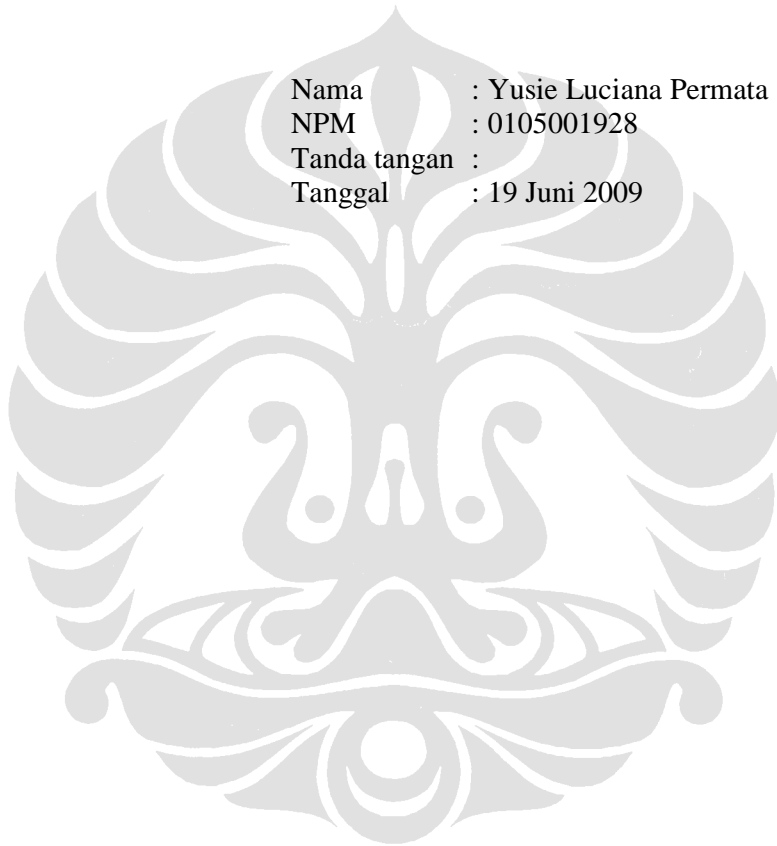 Nama : Yusie Luciana Permata
NPM : 0105001928
Tanda tangan :
Tanggal : 19 Juni 2009